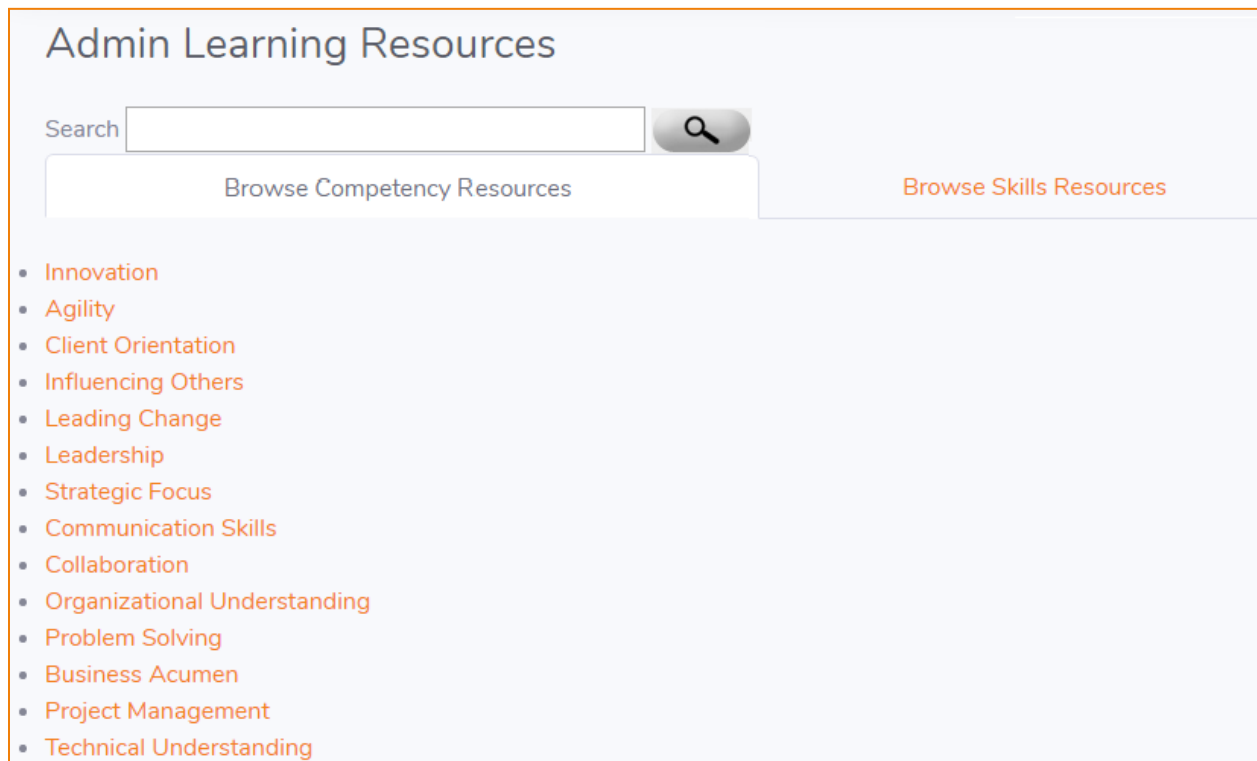 Admin Learning Resources
Search
Browse Competency Resources
Browse Skills Resources
Innovation
Agility
Client Orientation
Influencing Others
Leading Change
Leadership
Strategic Focus
Communication Skills
Collaboration
Organizational Understanding
Problem Solving
Business Acumen
Project Management
Technical Understanding